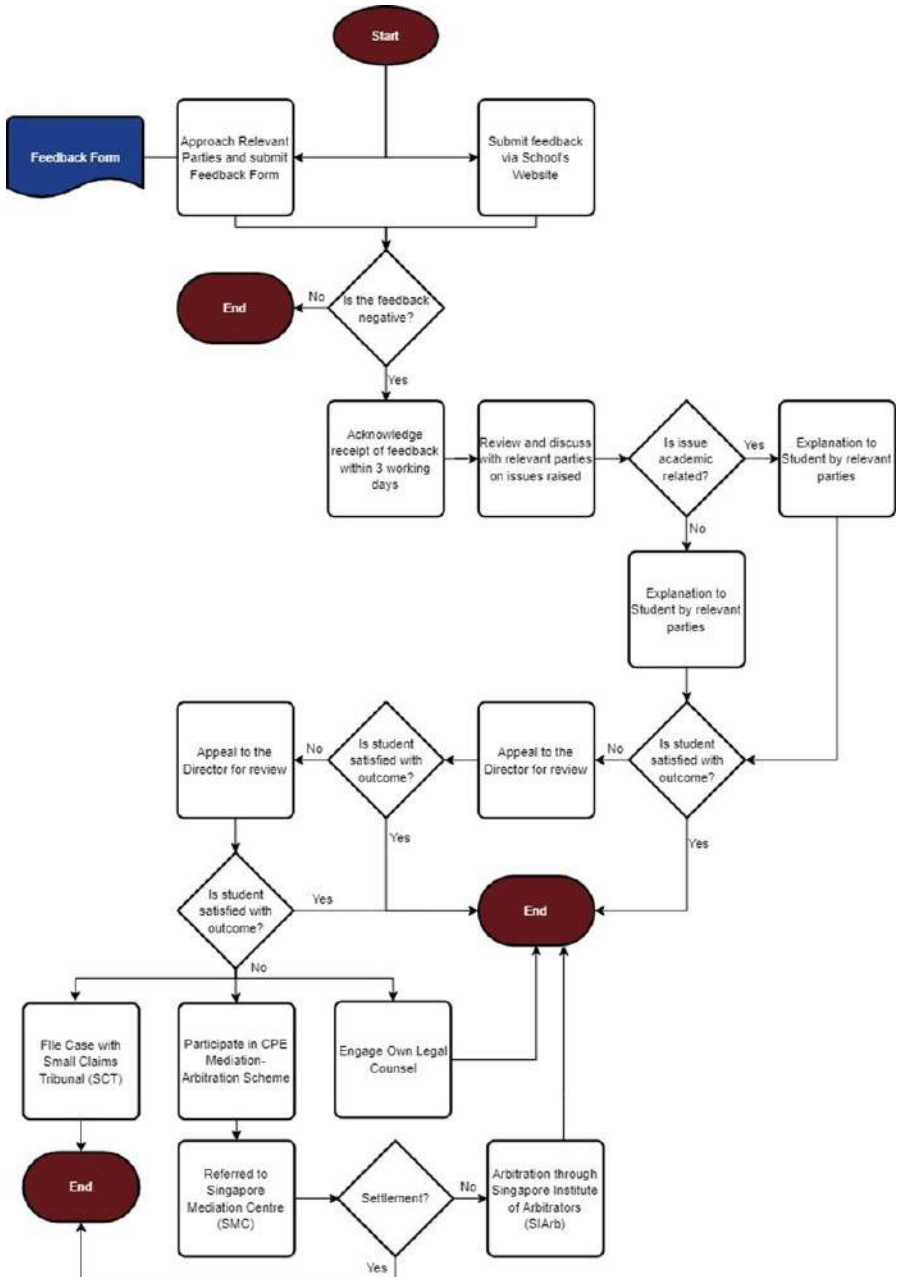 Start
Feedback Form
Approach Relevant
Parties and submit
Feedback Form
Submit feedback
via School's
Website
End
No
Is the feedback
negative?
Yes
Acknowledge
receipt of feedback
within 3 working
days
Review and discuss
with relevant parties
on issues raised
Is issue
academic
related?
Yes
Explanation to
Student by relevant
parties
No
Explanation to
Student by relevant
parties
Is student
satisfied with
outcome?
No
Appeal to the
Director for review
Is student
satisfied with
outcome?
No
Appeal to the
Director for review
Yes
Yes
Is student
satisfied with
outcome?
Yes
End
No
File Case with
Small Claims
Tribunal (SCT)
Participate in CPE
Mediation-
Arbitration Scheme
Engage Own Legal
Counsel
End
Referred to
Singapore
Mediation Centre
(SMC)
Settlement?
No
Arbitration through
Singapore Institute
of Arbitrators
(SIArb)
Yes